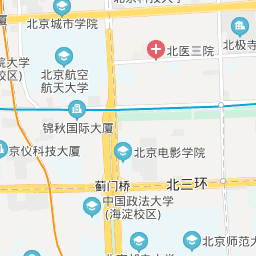 北京城市学院
北医三院
北极寺
院大学
校区)
北京航空
航天大学
锦秋国际大厦
京仪科技大厦
北京电影学院
蓟门桥
北三环
中国政法大学
(海淀校区)
北京师范大